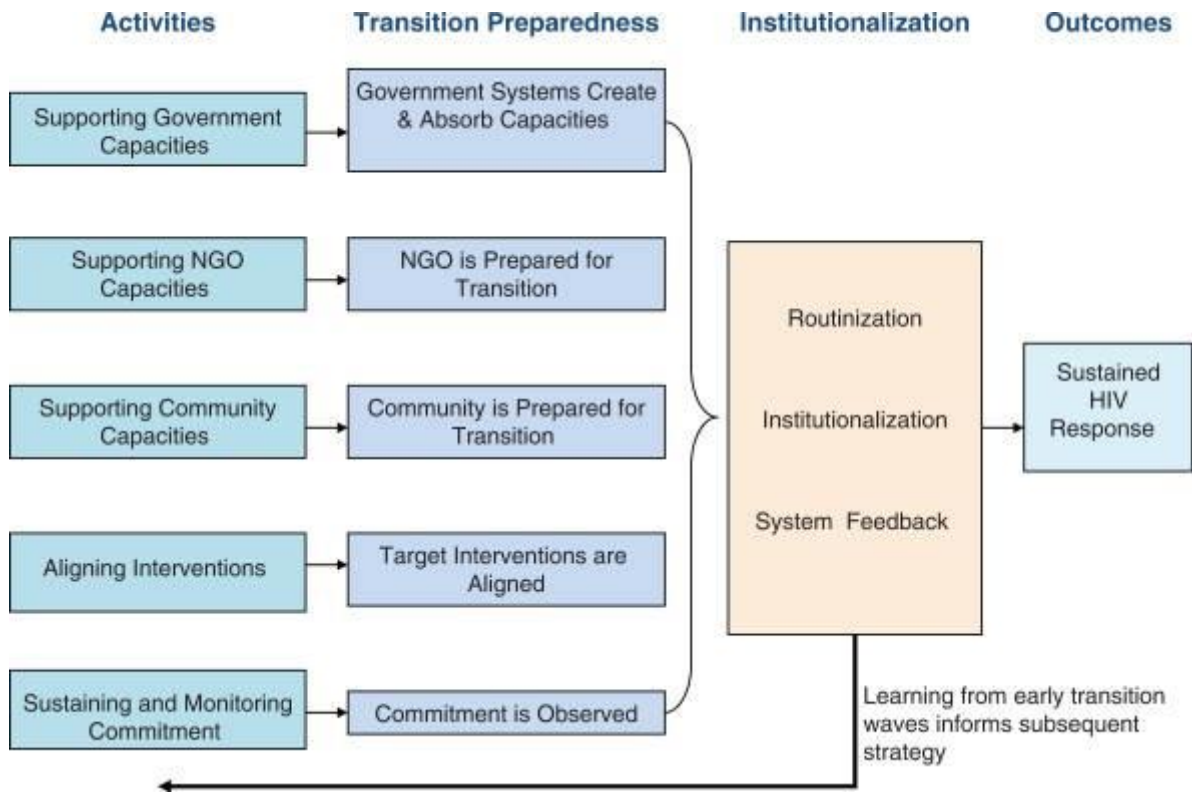 Activities
Transition Preparedness
Institutionalization
Outcomes
Supporting Government
Capacities
Government Systems Create
& Absorb Capacities
Supporting NGO
Capacities
NGO is Prepared for
Transition
Supporting Community
Capacities
Community is Prepared for
Transition
Aligning Interventions
Target Interventions are
Aligned
Sustaining and Monitoring
Commitment
Commitment is Observed
Routinization
Institutionalization
System Feedback
Sustained
HIV
Response
Learning from early transition
waves informs subsequent
strategy